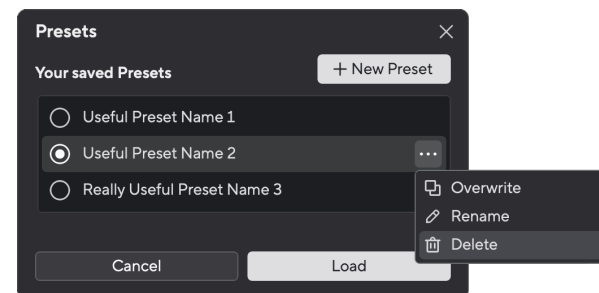 Presets
Your saved Presets
+ New Preset
Useful Preset Name 1
Useful Preset Name 2
Really Useful Preset Name 3
Overwrite
Rename
Delete
Cancel
Load